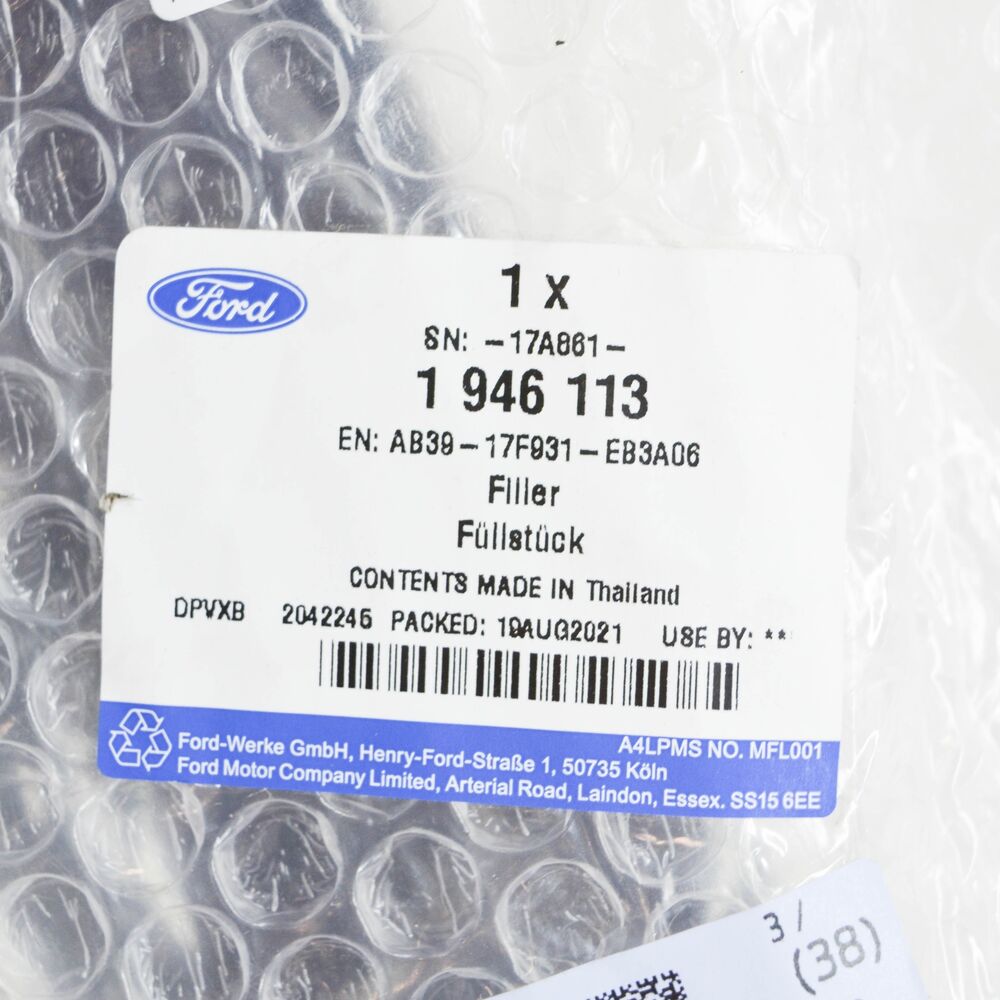 Ford
1 x
SN: -17A861-
1 946 113
EN: AB39-17F931-EB3A06
Filler
Füllstück
CONTENTS MADE IN Thailand
DPVXB 2042245 PACKED: 19AUG2021 USE BY: **
A4LPMS NO. MFL001
Ford-Werke GmbH, Henry-Ford-Straße 1, 50735 Köln
Ford Motor Company Limited, Arterial Road, Laindon, Essex. SS15 6EE
3/
(38)